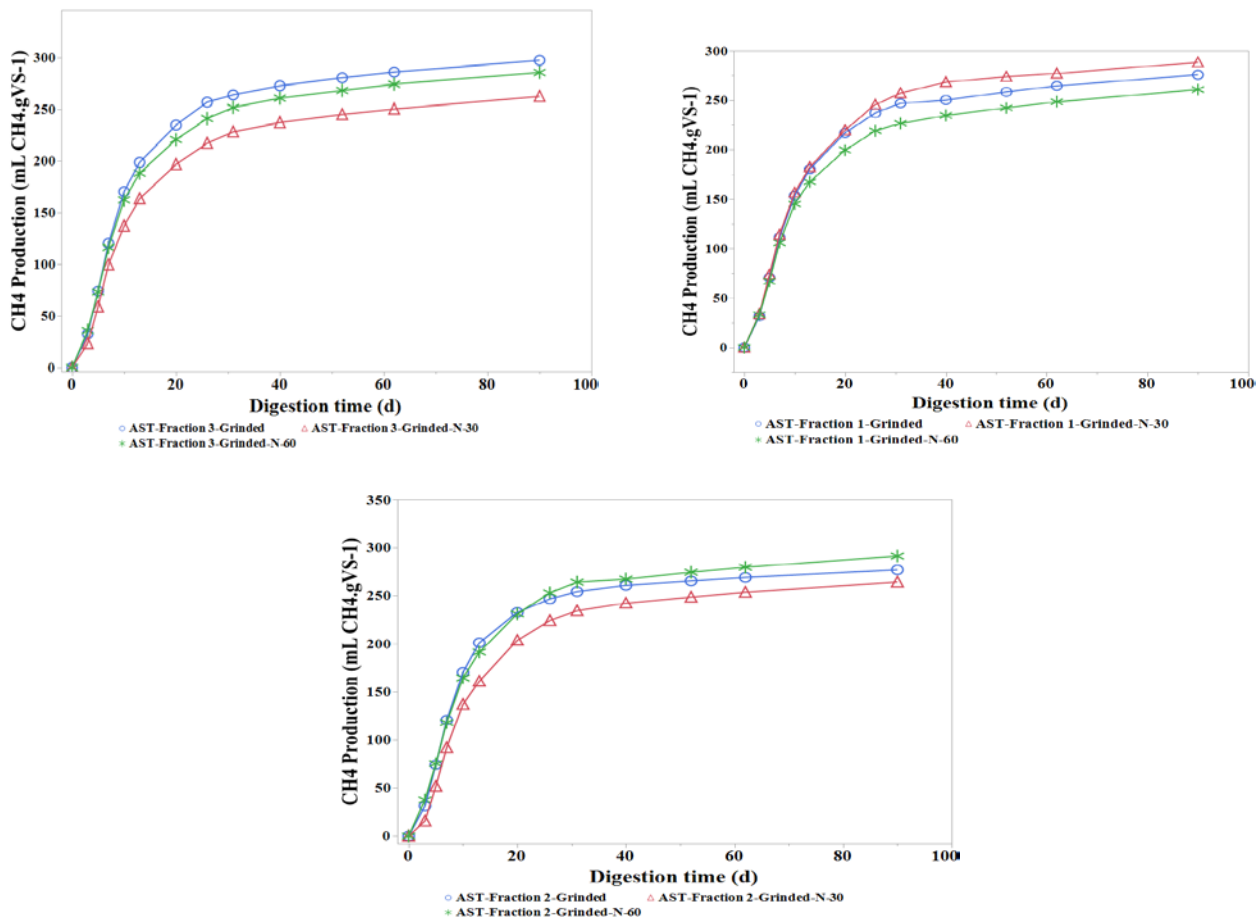 CH4 Production (mL CH4.gVS-1)
300
250
200
150
100
50
0
0 20 40 60 80 100
Digestion time (d)
AST-Fraction 3-Grinded AST-Fraction 3-Grinded-N-30
AST-Fraction 3-Grinded-N-60
CH4 Production (mL CH4.gVS-1)
300
250
200
150
100
50
0
0 20 40 60 80 100
Digestion time (d)
AST-Fraction 1-Grinded AST-Fraction 1-Grinded-N-30
AST-Fraction 1-Grinded-N-60
CH4 Production (mL CH4.gVS-1)
350
300
250
200
150
100
50
0
0 20 40 60 80 100
Digestion time (d)
AST-Fraction 2-Grinded AST-Fraction 2-Grinded-N-30
AST-Fraction 2-Grinded-N-60